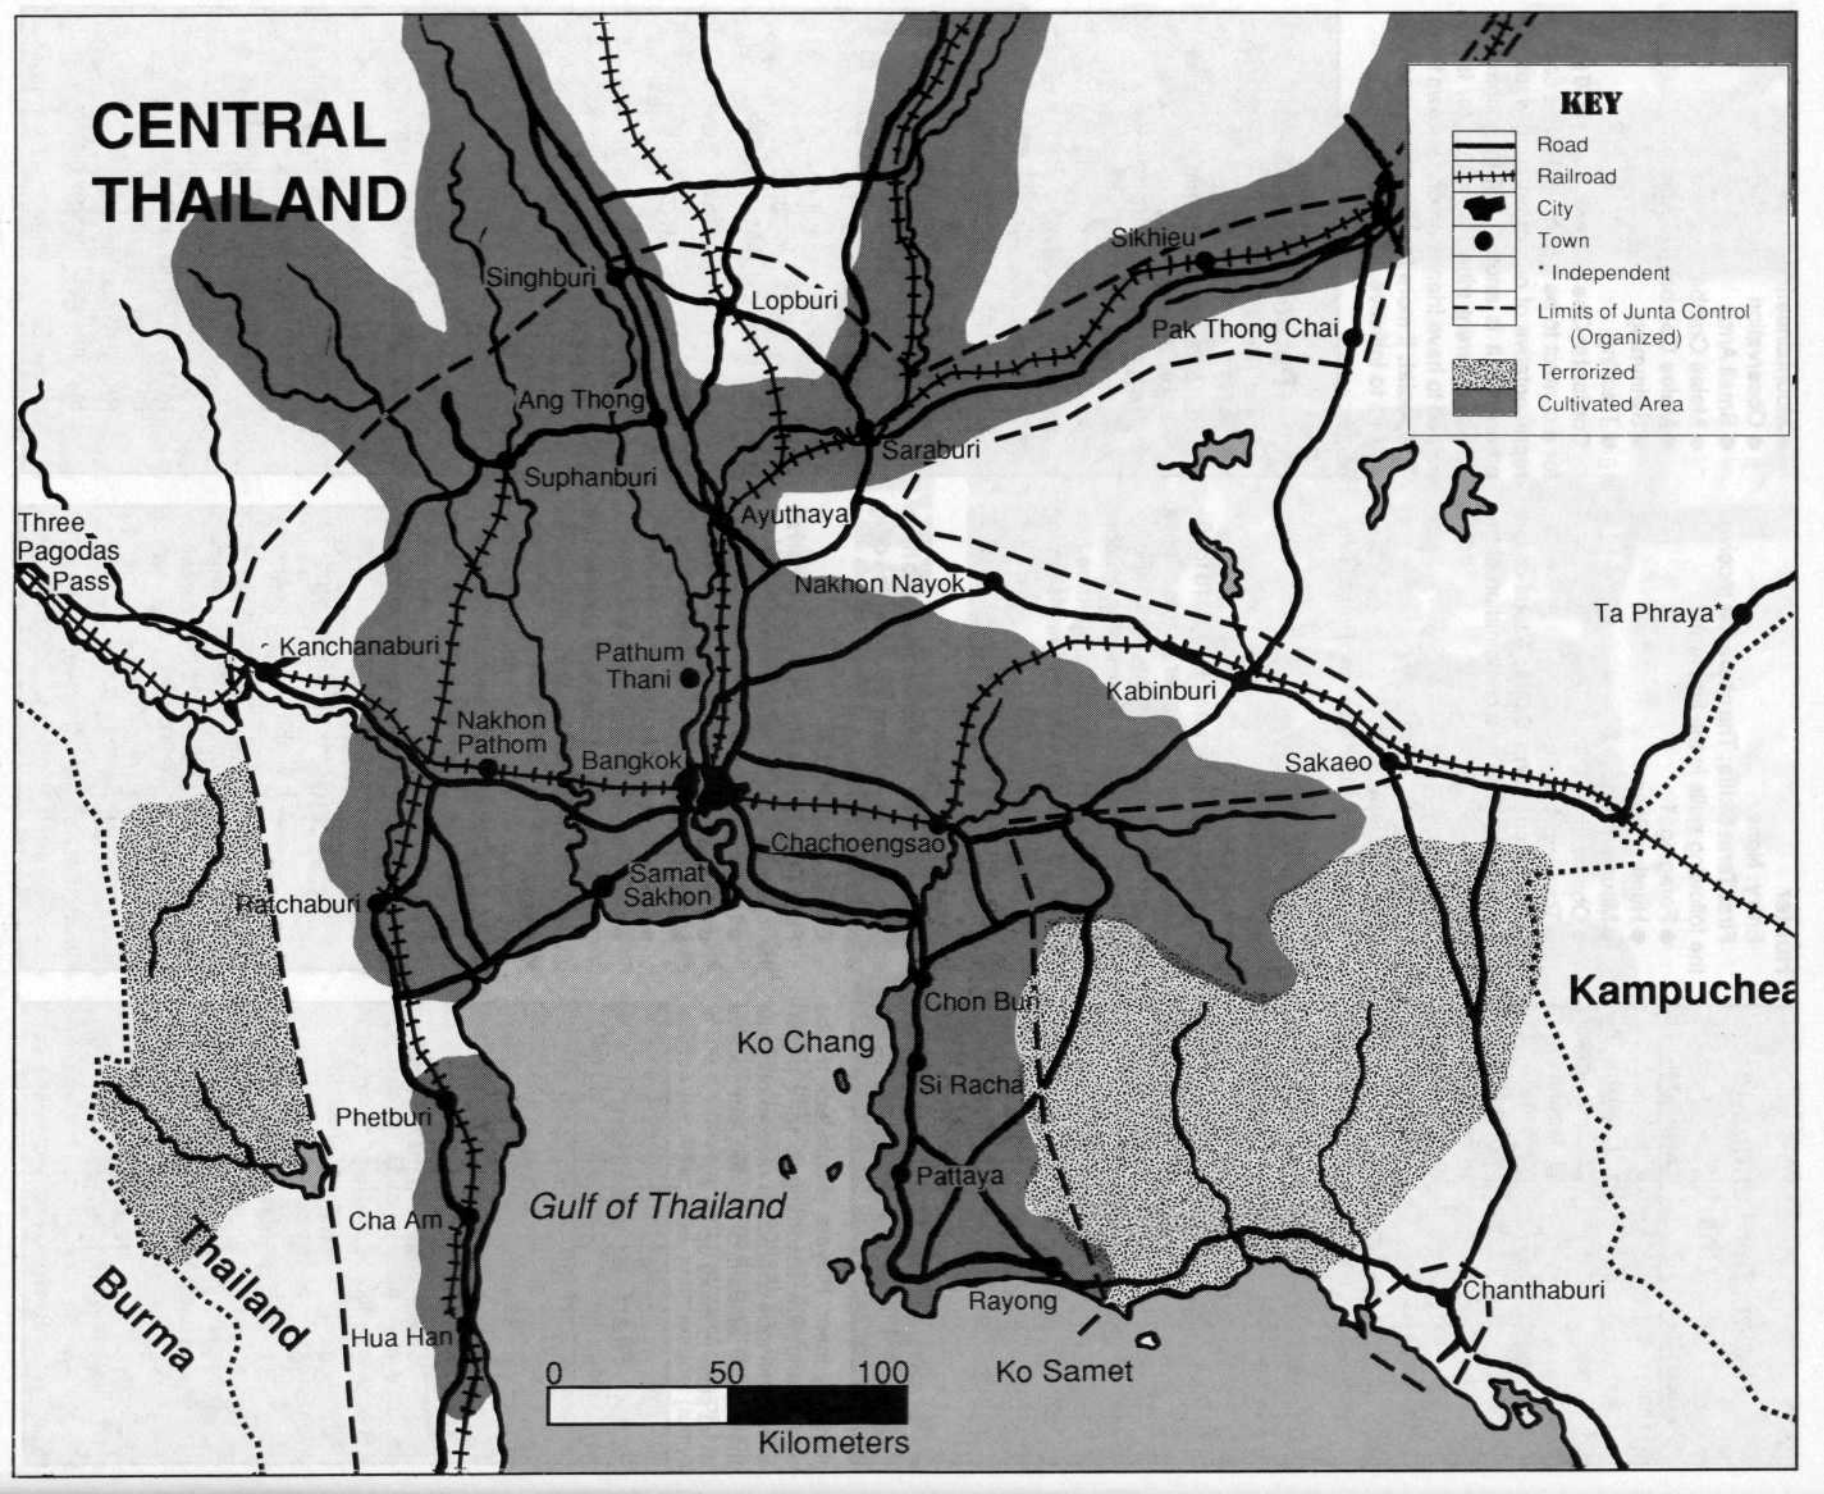 CENTRAL
THAILAND
KEY
Road
Railroad
City
Town
* Independent
Limits of Junta Control
(Organized)
Terrorized
Cultivated Area
Sikhieu
Singhburi
Lopburi
Pak Thong Chai
Ang Thong
Saraburi
Suphanburi
Ayuthaya
Three
Pagodas
Pass
Nakhon Nayok
Ta Phraya*
Kanchanaburi
Pathum
Thani
Kabinburi
Nakhon
Pathom
Bangkok
Sakaeo
Chachoengsao
Samat
Sakhon
Ratchaburi
Kampuchea
Chon Buri
Ko Chang
Si Racha
Phetburi
Pattaya
Gulf of Thailand
Cha Am
Thailand
Burma
Chanthaburi
Rayong
Hua Han
Ko Samet
0 50 100
Kilometers